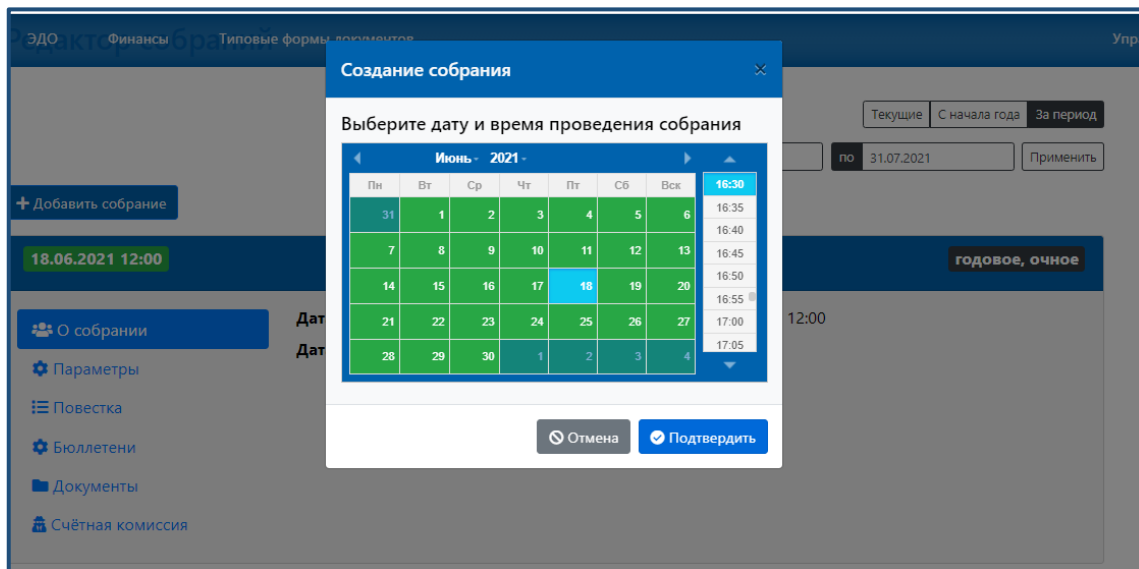 ЭДО Финансы Типовые формы документов Упр
Редактор собраний
Создание собрания ×
Выберите дату и время проведения собрания
Текущие С начала года За период
по 31.07.2021 Применить
+ Добавить собрание
Июнь 2021
Пн Вт Ср Чт Пт Сб Вск
31 1 2 3 4 5 6
7 8 9 10 11 12 13
14 15 16 17 18 19 20
21 22 23 24 25 26 27
28 29 30 1 2 3 4
16:30
16:35
16:40
16:45
16:50
16:55
17:00
17:05
18.06.2021 12:00 годовое, очное
О собрании
Дат 12:00
Дат
Параметры
Повестка
Бюллетени
Документы
Счётная комиссия
Отмена Подтвердить